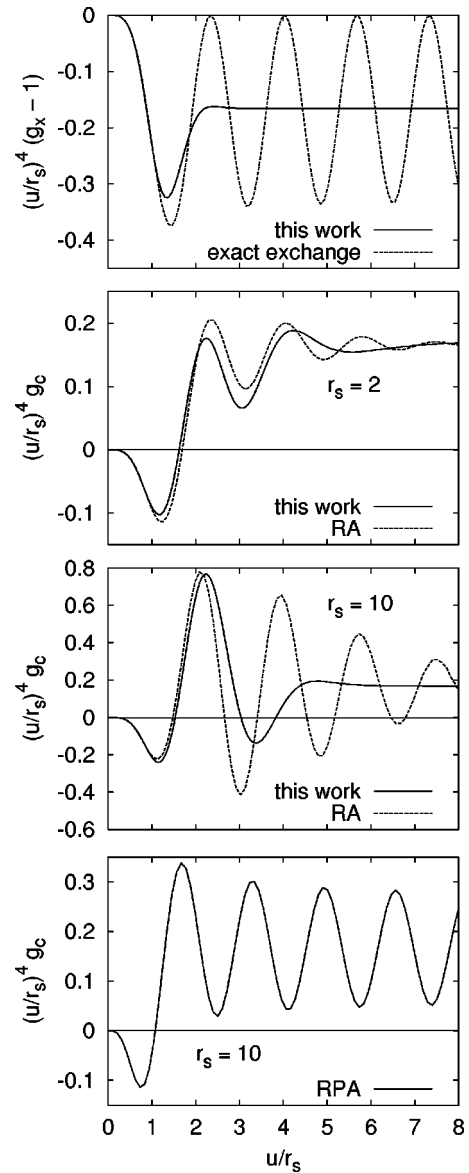 (u/r_s)^4 (g_x − 1)
0
-0.1
-0.2
-0.3
-0.4
this work
exact exchange
(u/r_s)^4 g_c
0.2
0.1
0
-0.1
r_s = 2
this work
RA
(u/r_s)^4 g_c
0.8
0.6
0.4
0.2
0
-0.2
-0.4
-0.6
r_s = 10
this work
RA
(u/r_s)^4 g_c
0.3
0.2
0.1
0
-0.1
r_s = 10
RPA
0 1 2 3 4 5 6 7 8
u/r_s